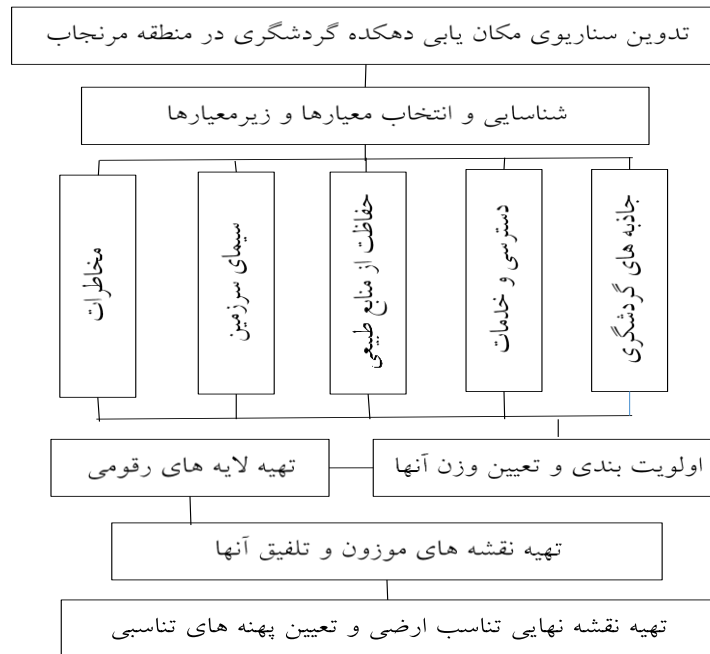 تدوین سناریوی مکان یابی دهکده گردشگری در منطقه مرنجاب
شناسایی و انتخاب معیارها و زیرمعیارها
جاذبه های گردشگری
دسترسی و خدمات
حفاظت از منابع طبیعی
سیمای سرزمین
مخاطرات
اولویت بندی و تعیین وزن آنها
تهیه لایه های رقومی
تهیه نقشه های موزون و تلفیق آنها
تهیه نقشه نهایی تناسب ارضی و تعیین پهنه های تناسبی